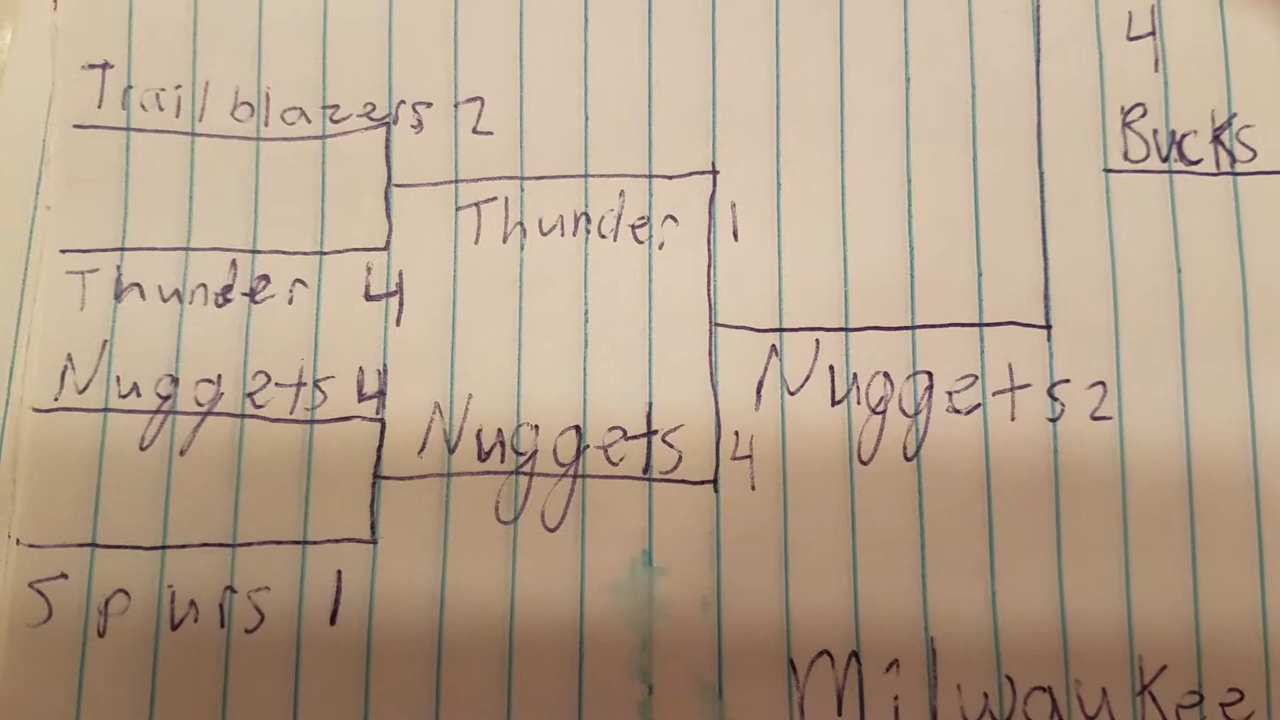 4
Trailblazers 2
Bucks
Thunder 1
Thunder 4
Nuggets 4
Nuggets 2
Nuggets 4
Spurs 1
Milwaukee